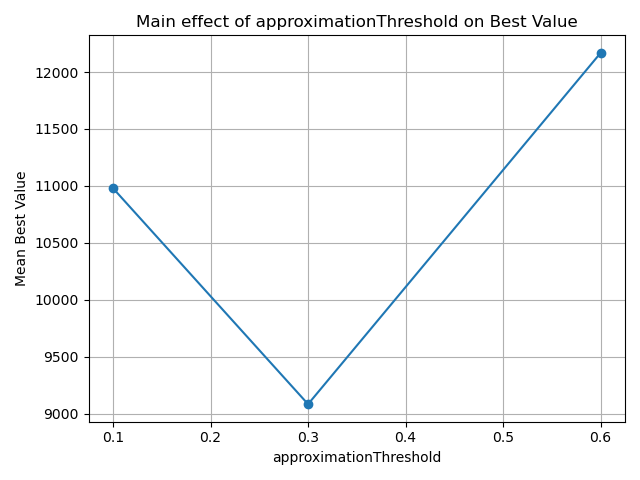 Main effect of approximationThreshold on Best Value
12000
11500
11000
10500
10000
9500
9000
Mean Best Value
0.1 0.2 0.3 0.4 0.5 0.6
approximationThreshold